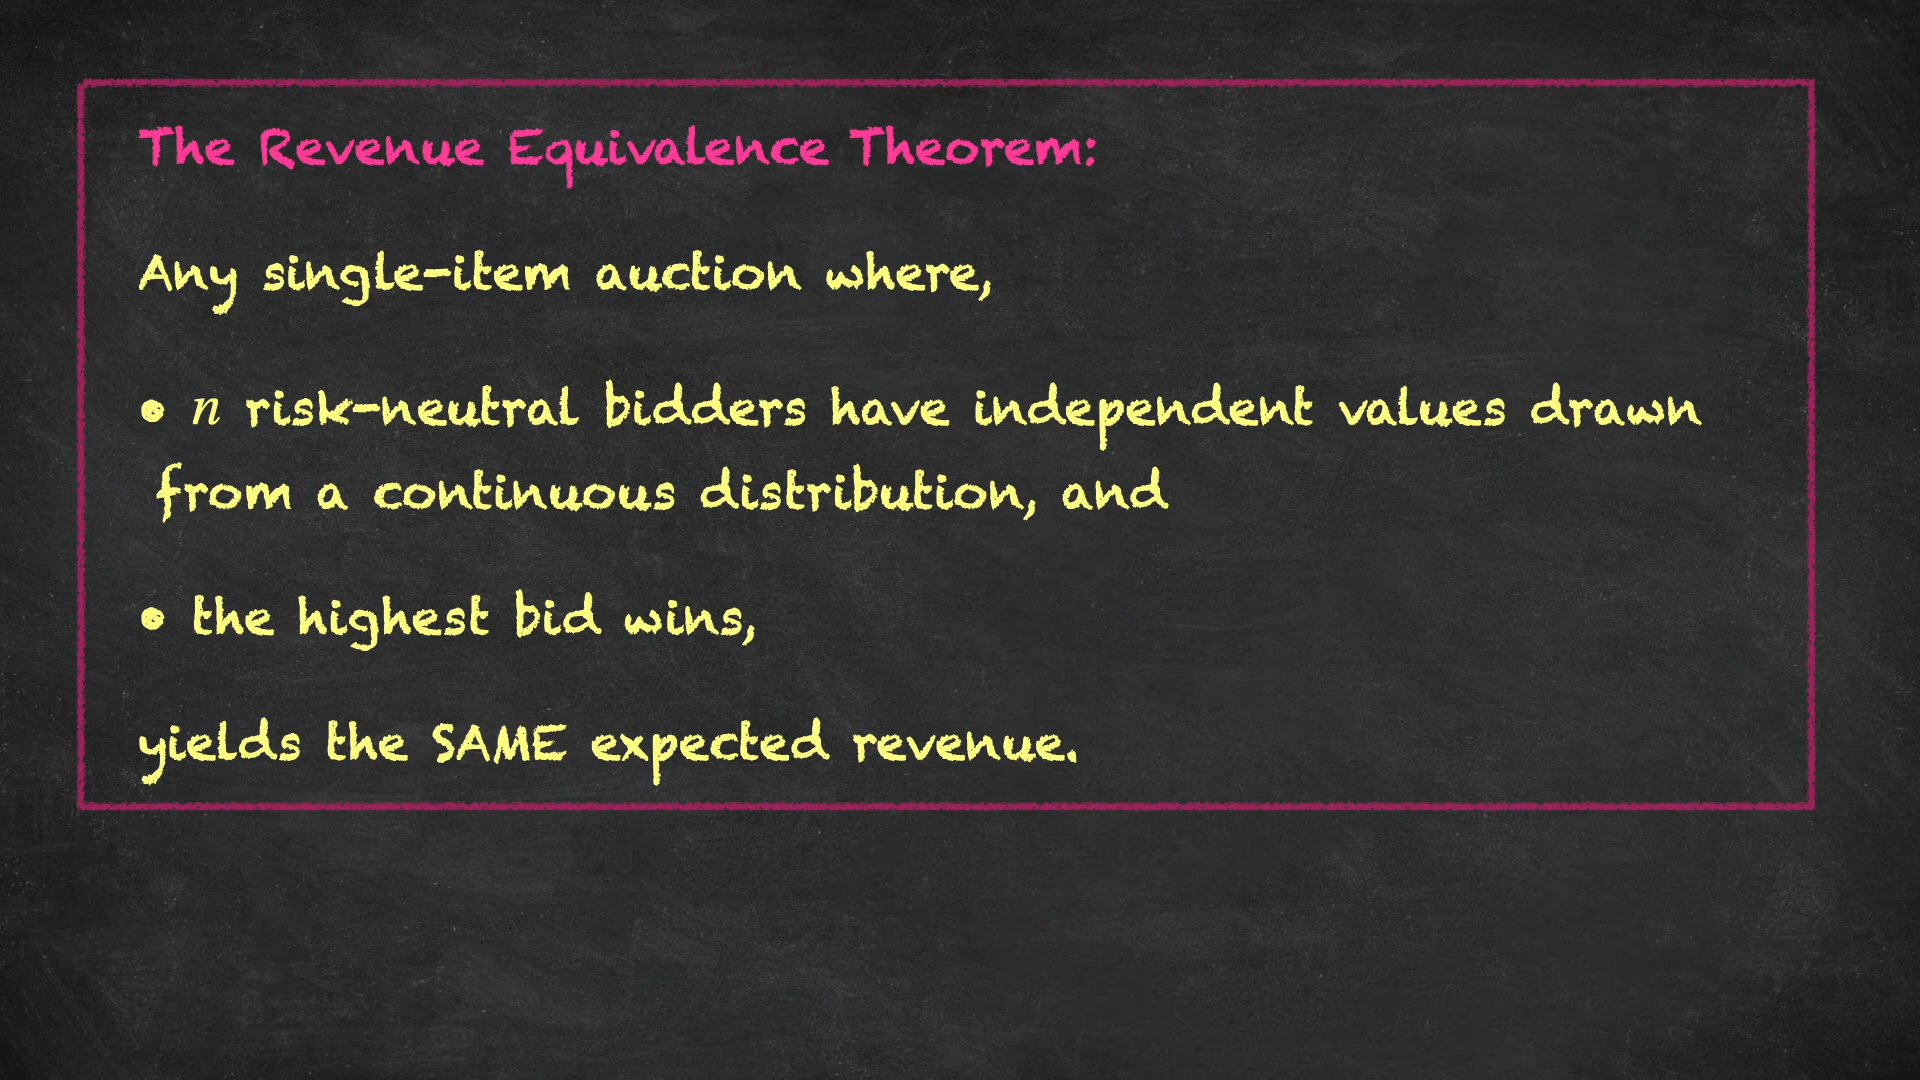 The Revenue Equivalence Theorem:
Any single-item auction where,
• n risk-neutral bidders have independent values drawn
from a continuous distribution, and
• the highest bid wins,
yields the SAME expected revenue.